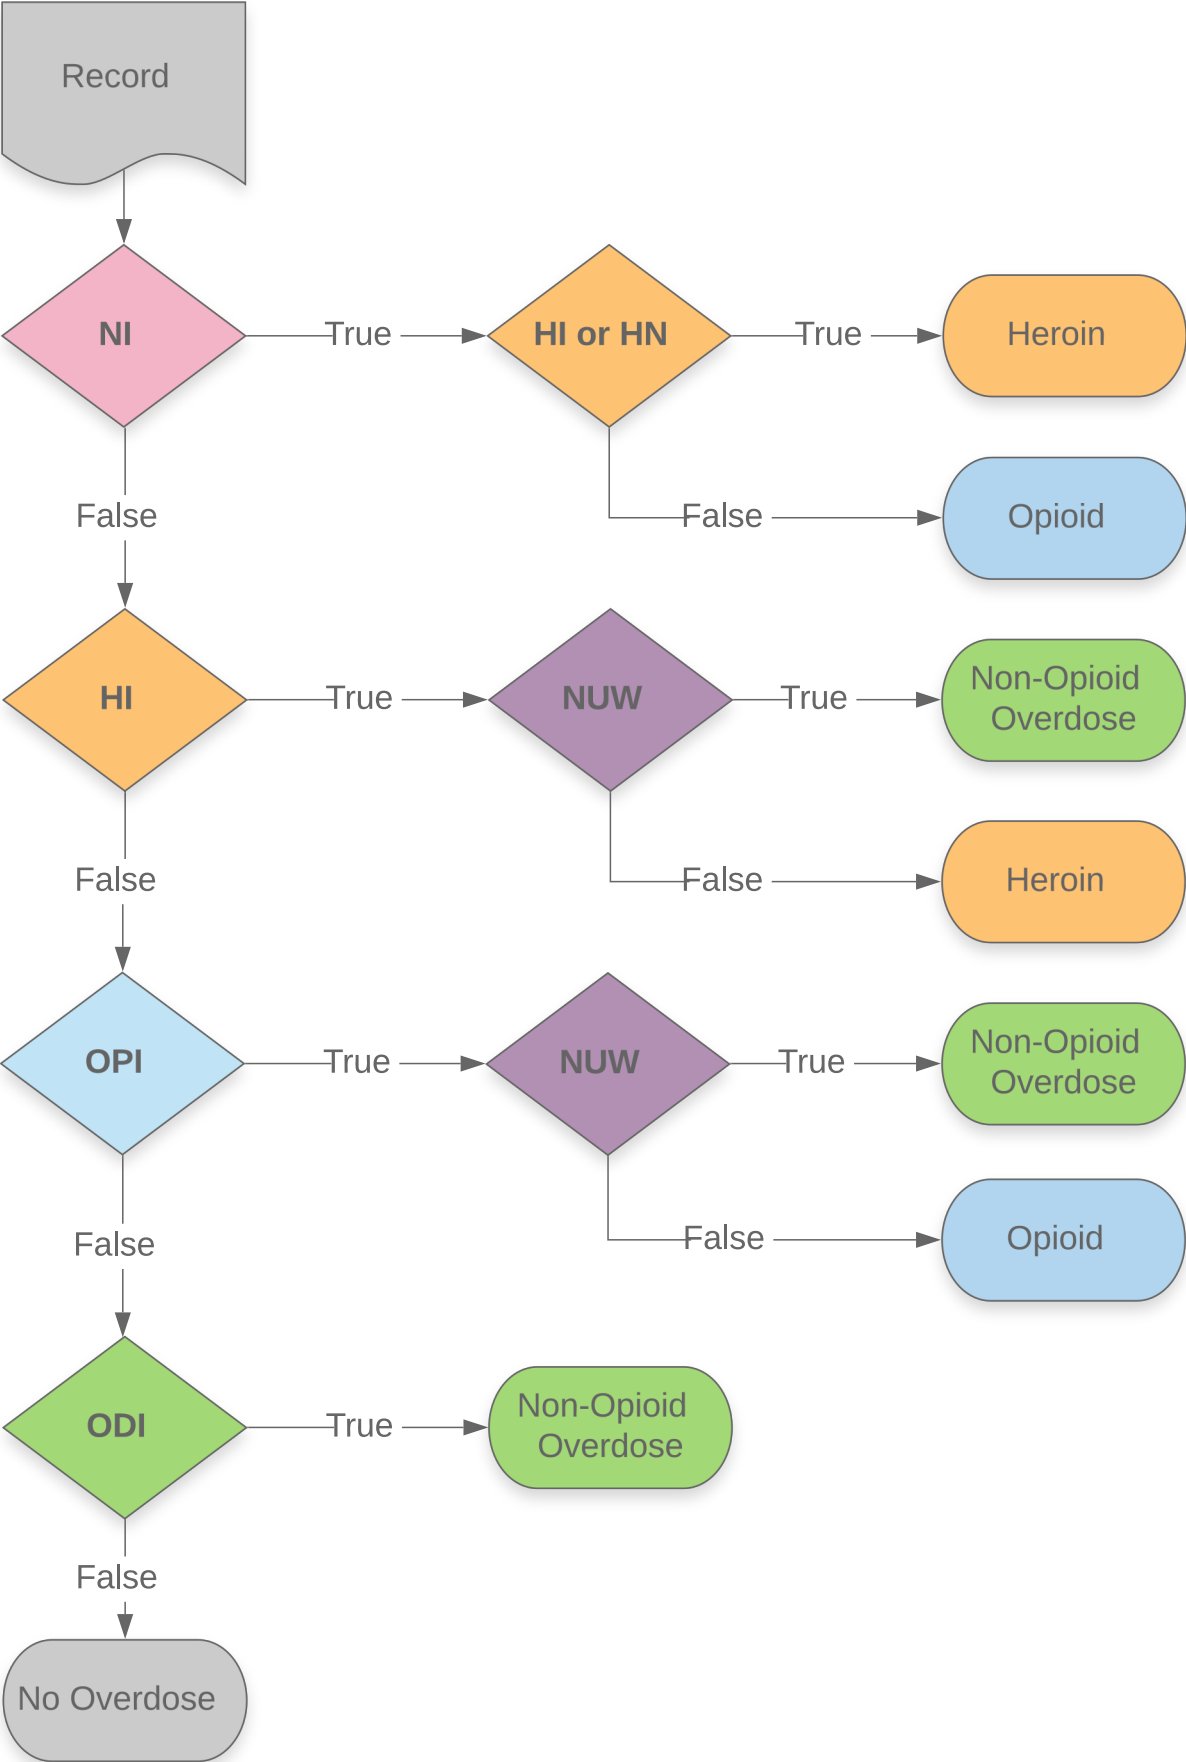 Record
NI
True
HI or HN
True
Heroin
False
False
Opioid
HI
True
NUW
True
Non-Opioid
Overdose
False
False
Heroin
OPI
True
NUW
True
Non-Opioid
Overdose
False
False
Opioid
ODI
True
Non-Opioid
Overdose
False
No Overdose